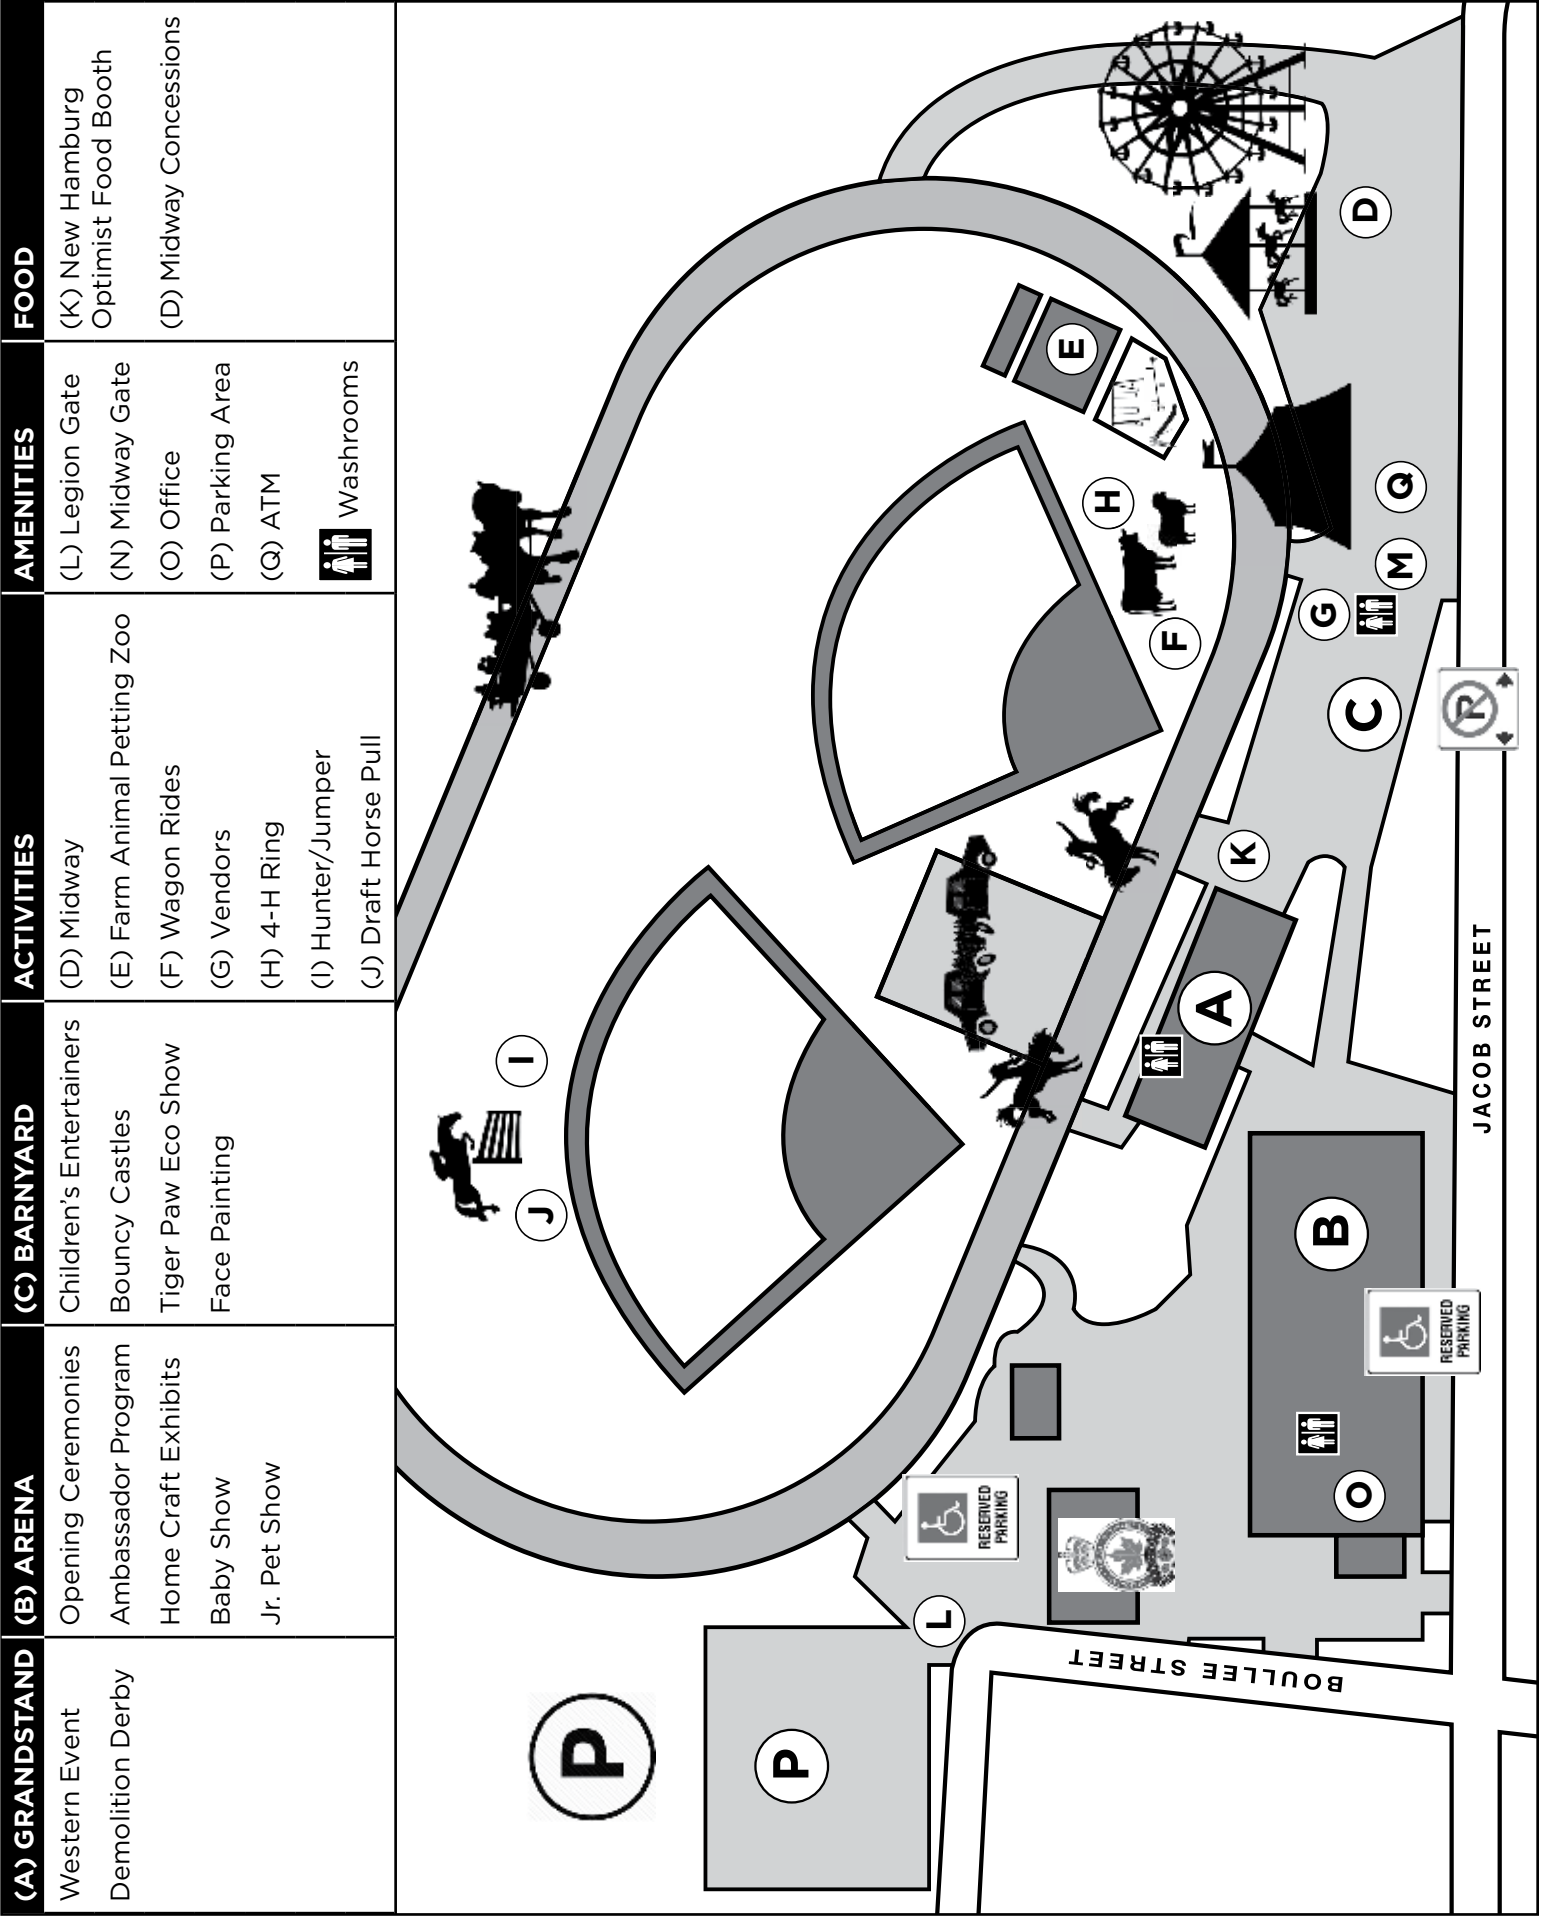 (A) GRANDSTAND
Western Event
Demolition Derby
(B) ARENA
Opening Ceremonies
Ambassador Program
Home Craft Exhibits
Baby Show
Jr. Pet Show
(C) BARNYARD
Children's Entertainers
Bouncy Castles
Tiger Paw Eco Show
Face Painting
ACTIVITIES
(D) Midway
(E) Farm Animal Petting Zoo
(F) Wagon Rides
(G) Vendors
(H) 4-H Ring
(I) Hunter/Jumper
(J) Draft Horse Pull
AMENITIES
(L) Legion Gate
(N) Midway Gate
(O) Office
(P) Parking Area
(Q) ATM
Washrooms
FOOD
(K) New Hamburg
Optimist Food Booth
(D) Midway Concessions
P
P
J
I
L
RESERVED
PARKING
BOULLEE STREET
O
B
RESERVED
PARKING
A
K
C
F
H
E
G
M
Q
D
P
JACOB STREET